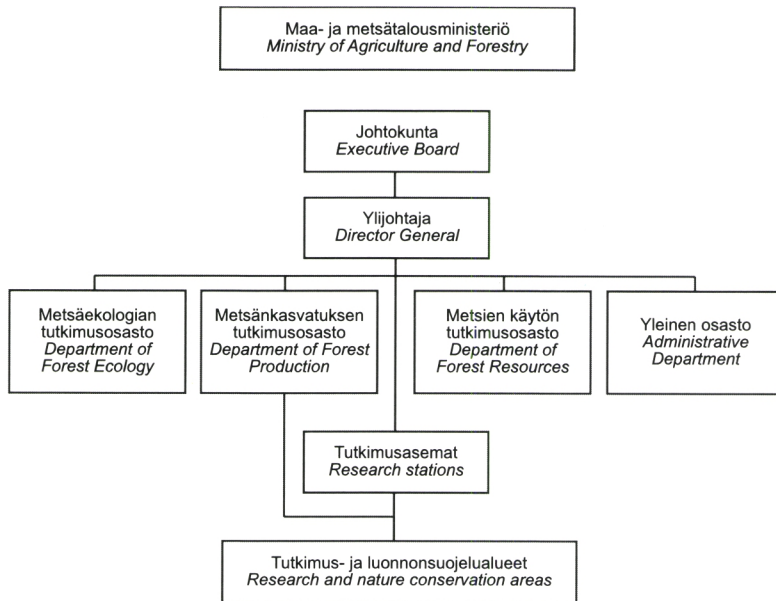 Maa- ja metsätalousministeriö
Ministry of Agriculture and Forestry
Johtokunta
Executive Board
Ylijohtaja
Director General
Metsäekologian
tutkimusosasto
Department of
Forest Ecology
Metsänkasvatuksen
tutkimusosasto
Department of Forest
Production
Metsien käytön
tutkimusosasto
Department of
Forest Resources
Yleinen osasto
Administrative
Department
Tutkimusasemat
Research stations
Tutkimus- ja luonnonsuojelualueet
Research and nature conservation areas